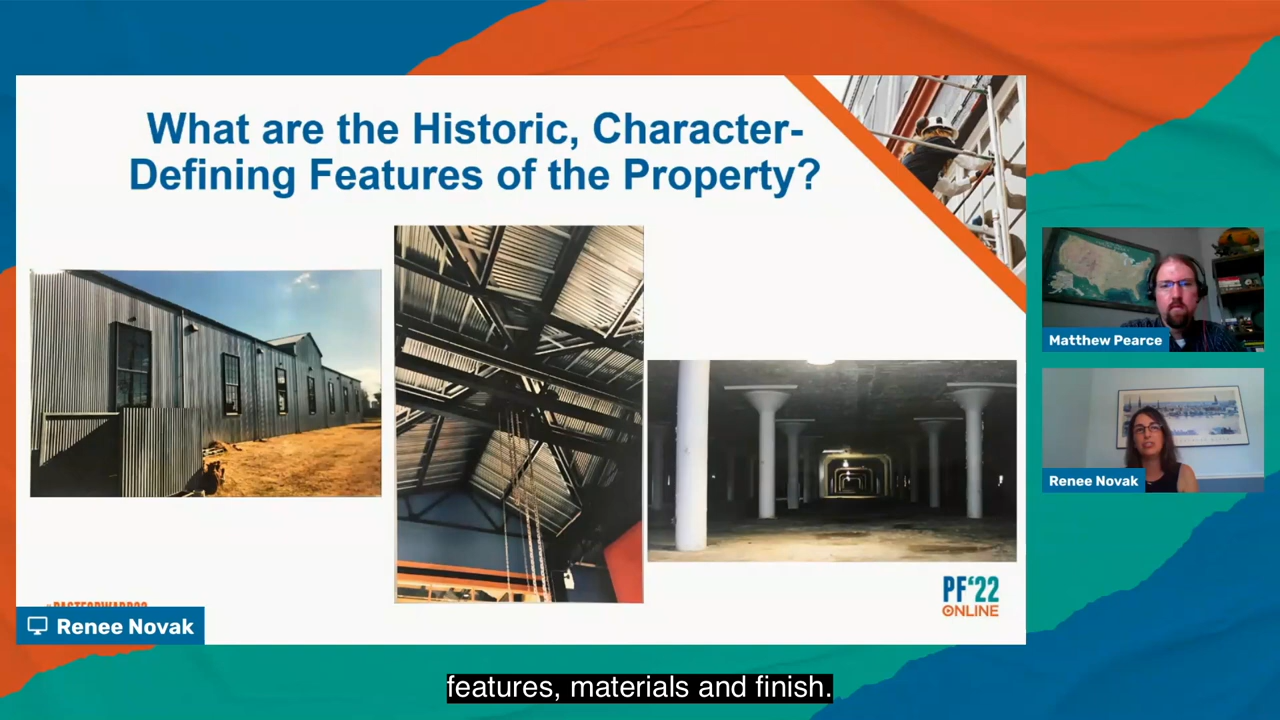 What are the Historic, Character-
Defining Features of the Property?
Matthew Pearce
Renee Novak
PF'22
ONLINE
Renee Novak
features, materials and finish.